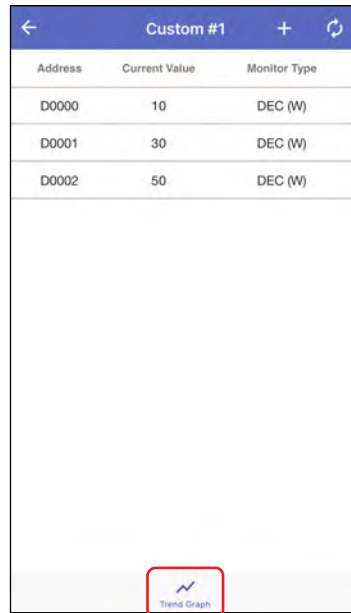 Custom #1
Address Current Value Monitor Type
D0000 10 DEC (W)
D0001 30 DEC (W)
D0002 50 DEC (W)
Trend Graph